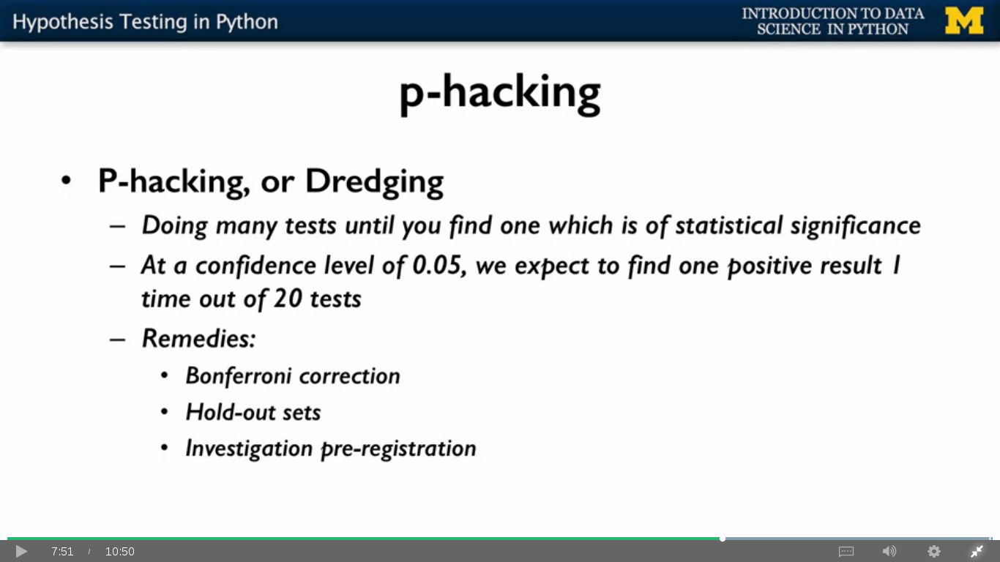 Hypothesis Testing in Python
INTRODUCTION TO DATA
SCIENCE IN PYTHON
M
p-hacking
• P-hacking, or Dredging
– Doing many tests until you find one which is of statistical significance
– At a confidence level of 0.05, we expect to find one positive result 1
time out of 20 tests
– Remedies:
• Bonferroni correction
• Hold-out sets
• Investigation pre-registration
7:51 / 10:50